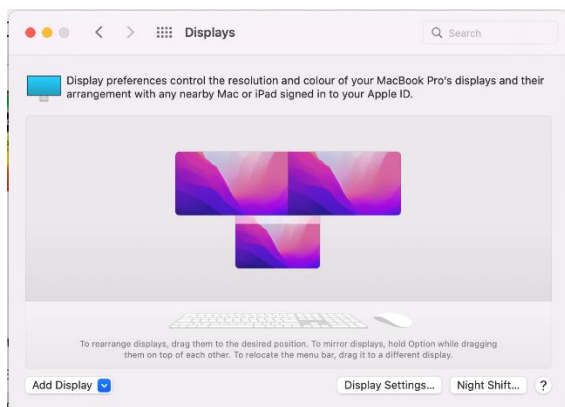 Displays
Search
Display preferences control the resolution and colour of your MacBook Pro's displays and their
arrangement with any nearby Mac or iPad signed in to your Apple ID.
To rearrange displays, drag them to the desired position. To mirror displays, hold Option while dragging
them on top of each other. To relocate the menu bar, drag it to a different display.
Add Display
Display Settings...
Night Shift...
?